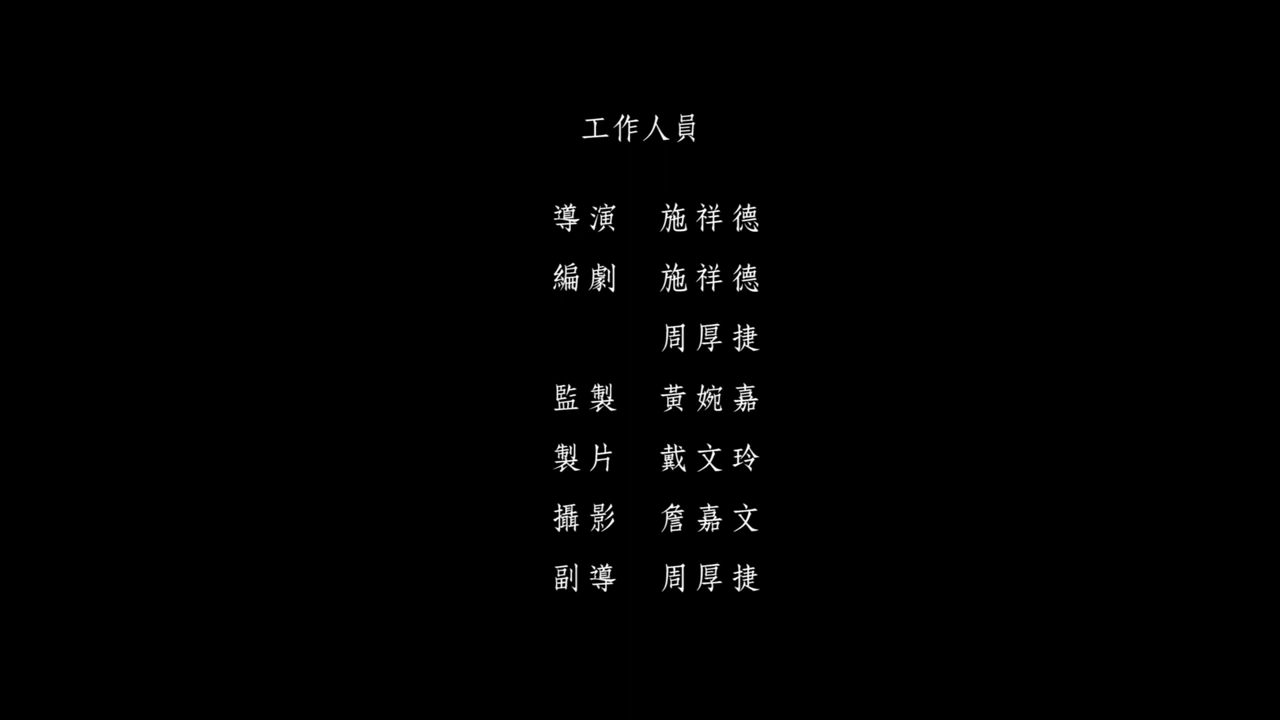 工作人員
導演 施祥德
編劇 施祥德
周厚捷
監製 黃婉嘉
製片 戴文玲
攝影 詹嘉文
副導 周厚捷